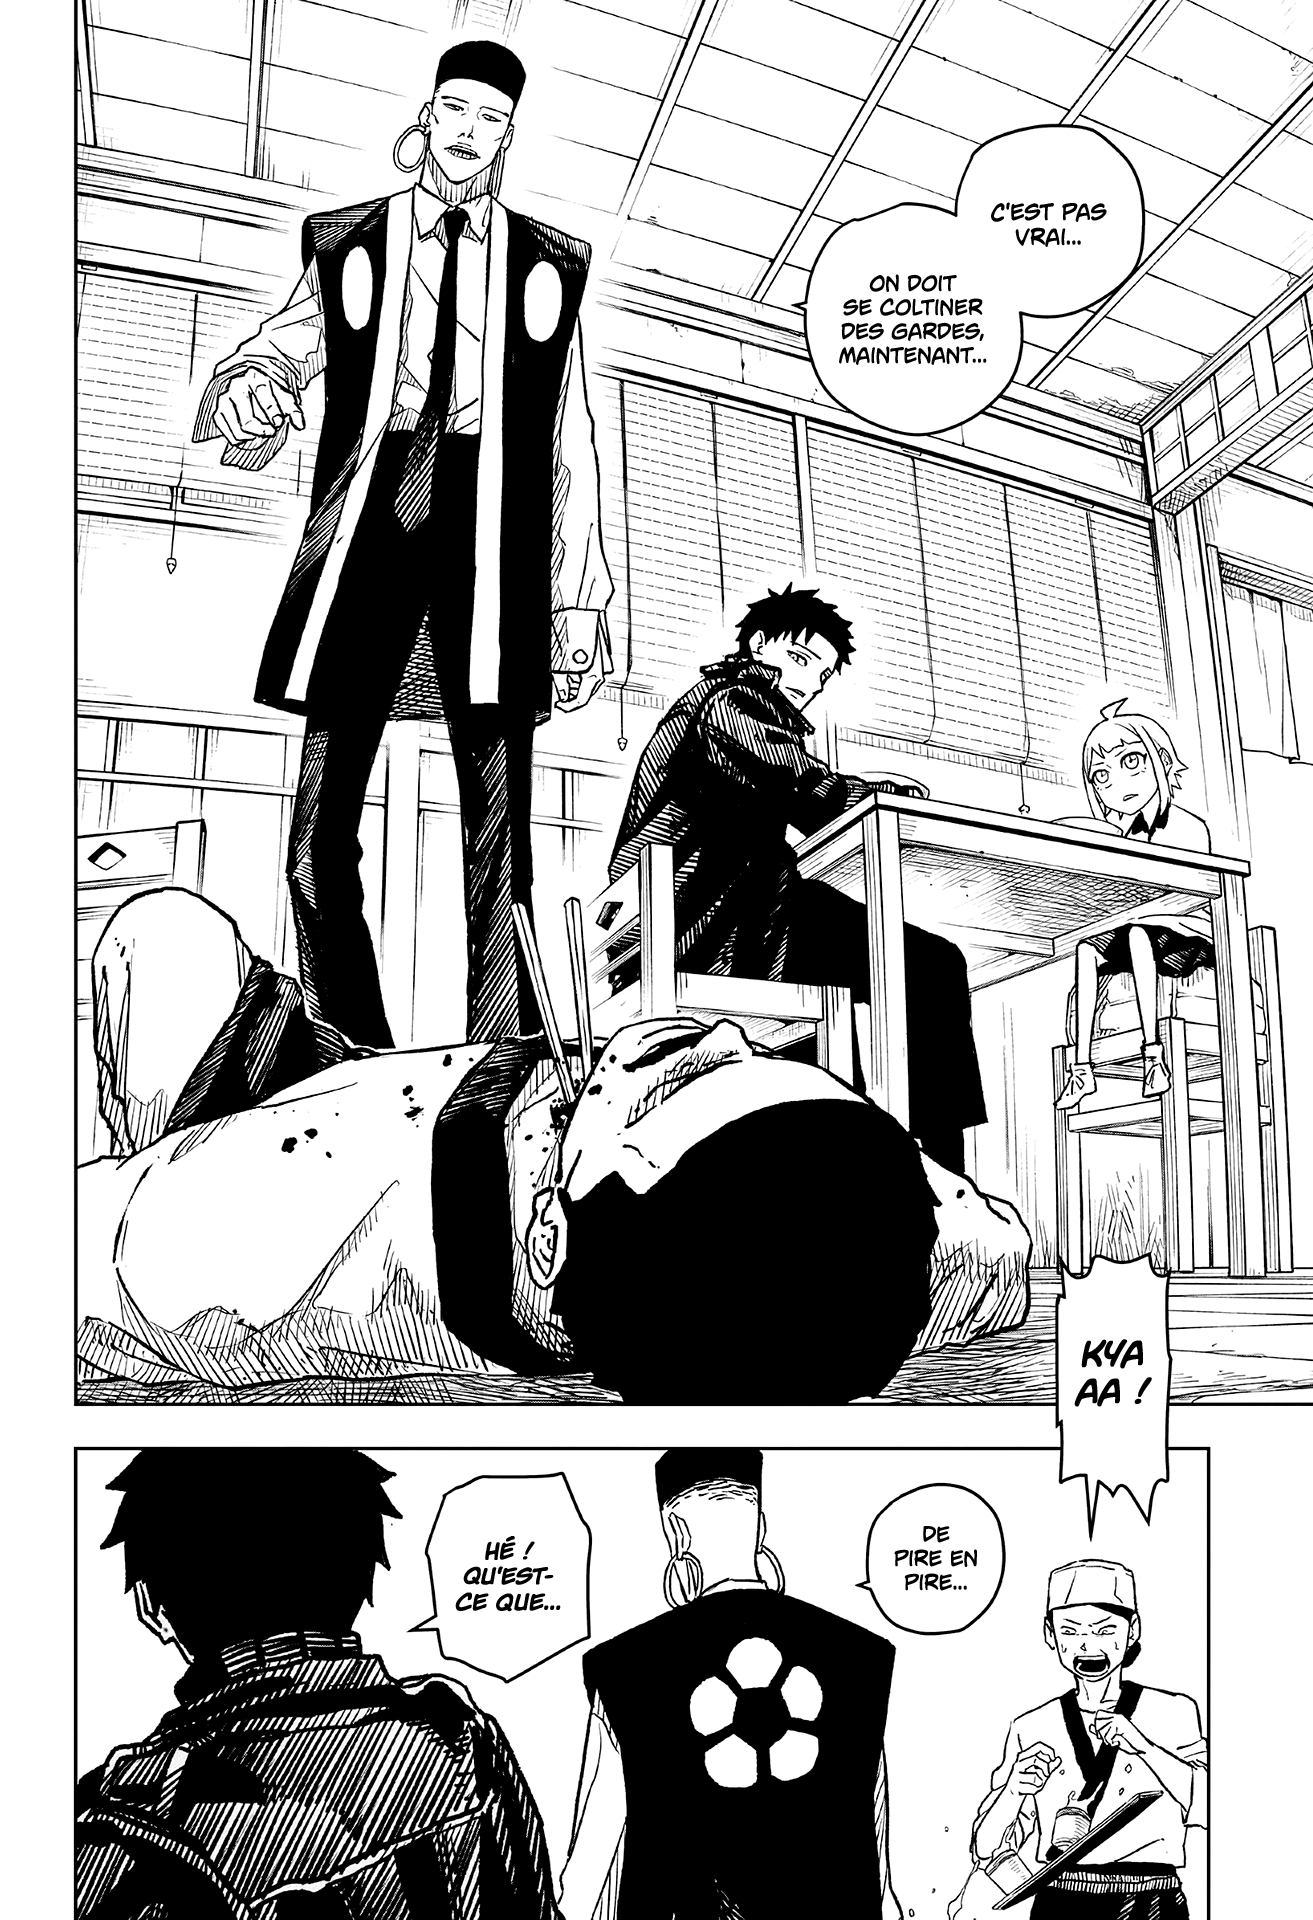 C'EST PAS
VRAI...
ON DOIT
SE COLTINER
DES GARDES,
MAINTENANT...
KYA
AA !
HÉ !
QU'EST-
CE QUE...
DE
PIRE EN
PIRE...